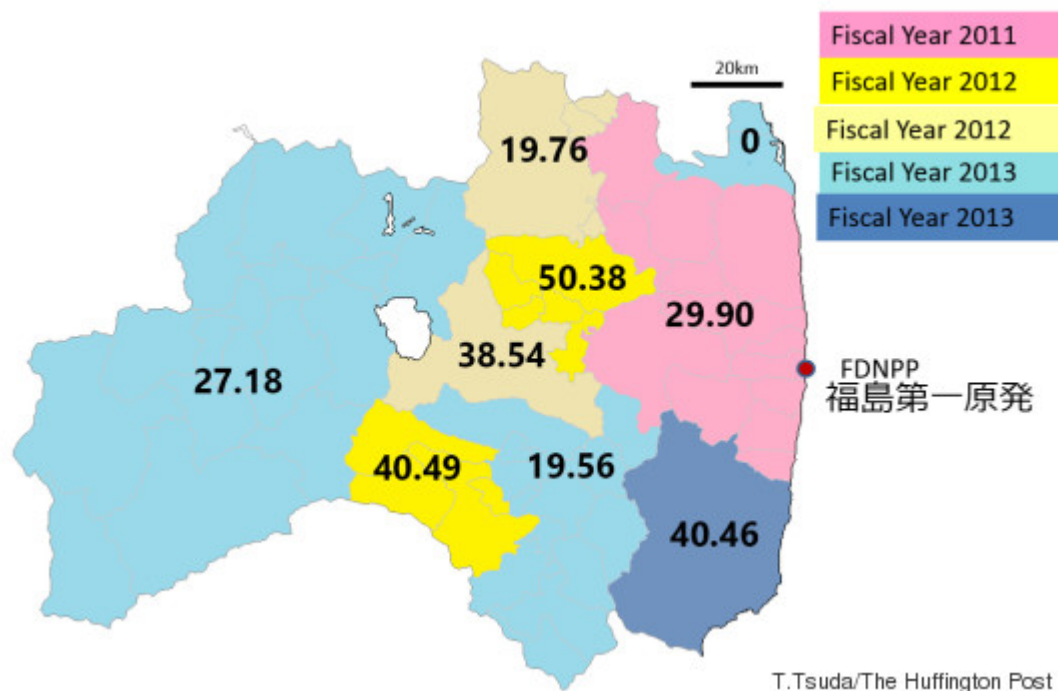 Fiscal Year 2011
Fiscal Year 2012
Fiscal Year 2012
Fiscal Year 2013
Fiscal Year 2013
20km
0
19.76
50.38
29.90
38.54
27.18
FDNPP
福島第一原発
40.49
19.56
40.46
T.Tsuda/The Huffington Post